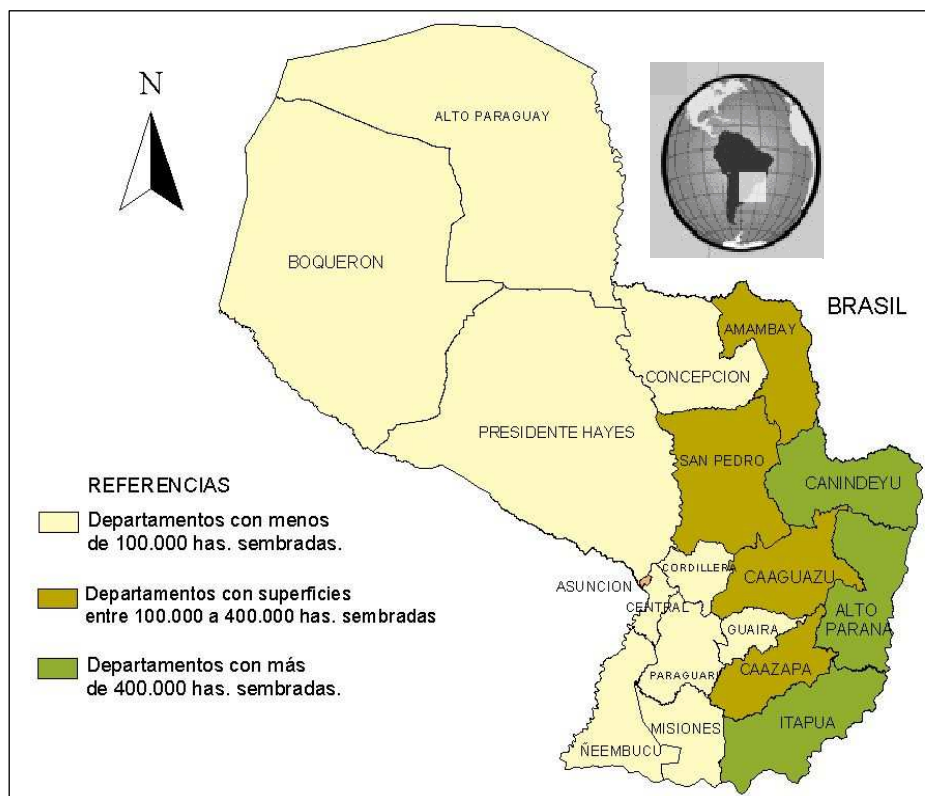 N
ALTO PARAGUAY
BOQUERON
BRASIL
AMAMBAY
CONCEPCION
PRESIDENTE HAYES
SAN PEDRO
CANINDEYU
REFERENCIAS
Departamentos con menos
de 100.000 has. sembradas.
Departamentos con superficies
entre 100.000 a 400.000 has. sembradas
Departamentos con más
de 400.000 has. sembradas.
CORDILLERA
ASUNCION
CAAGUAZU
CENTRAL
ALTO
PARANA
GUAIRA
CAAZAPA
PARAGUARI
ITAPUA
MISIONES
ÑEEMBUCU